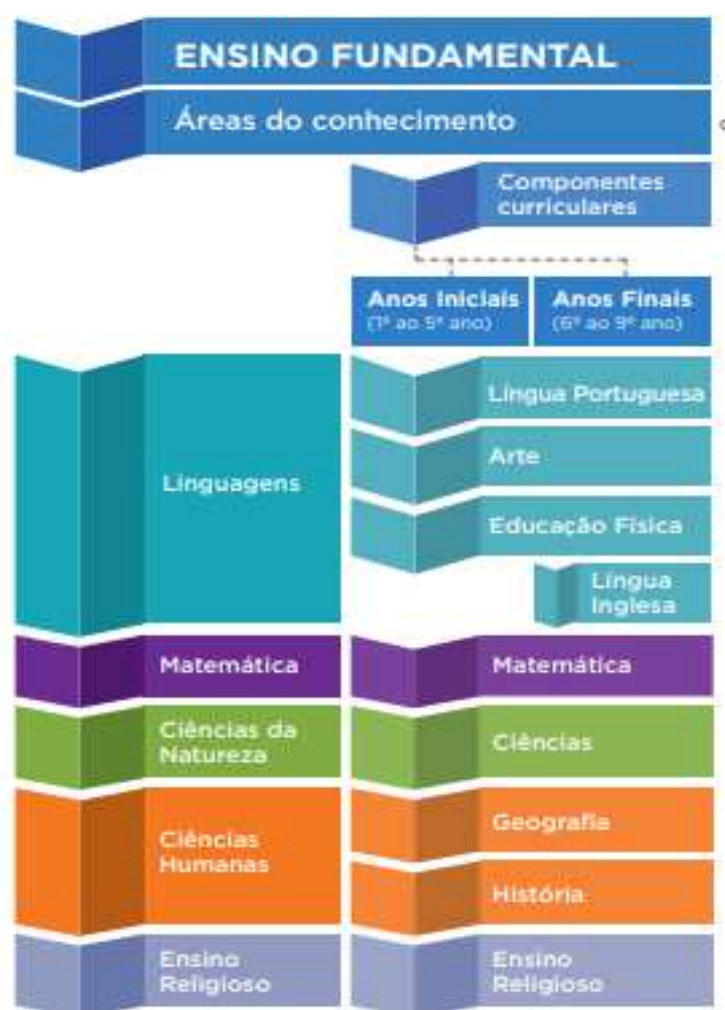 ENSINO FUNDAMENTAL
Áreas do conhecimento
Componentes
curriculares
Anos Iniciais
(1º ao 5º ano)
Anos Finais
(6º ao 9º ano)
Linguagens
Língua Portuguesa
Arte
Educação Física
Língua
Inglesa
Matemática
Matemática
Ciências da
Natureza
Ciências
Ciências
Humanas
Geografia
História
Ensino
Religioso
Ensino
Religioso